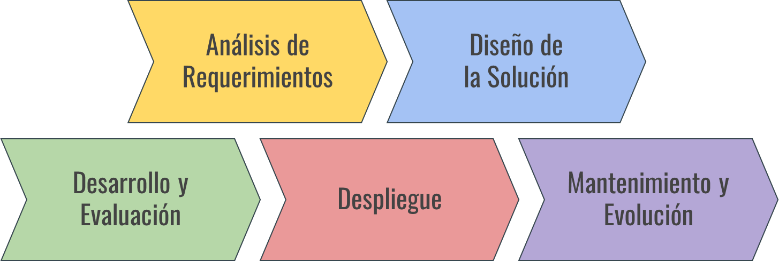 Análisis de
Requerimientos
Diseño de
la Solución
Desarrollo y
Evaluación
Despliegue
Mantenimiento y
Evolución